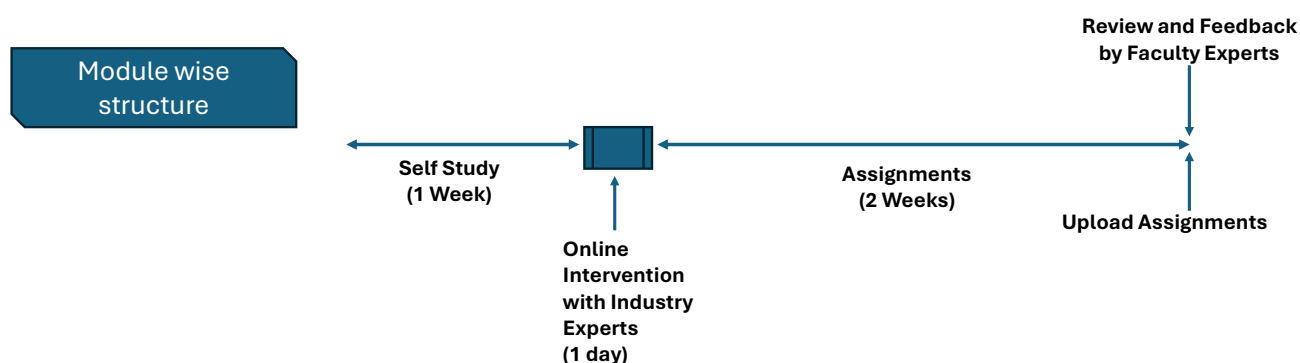 Module wise
structure
Self Study
(1 Week)
Online
Intervention
with Industry
Experts
(1 day)
Assignments
(2 Weeks)
Review and Feedback
by Faculty Experts
Upload Assignments